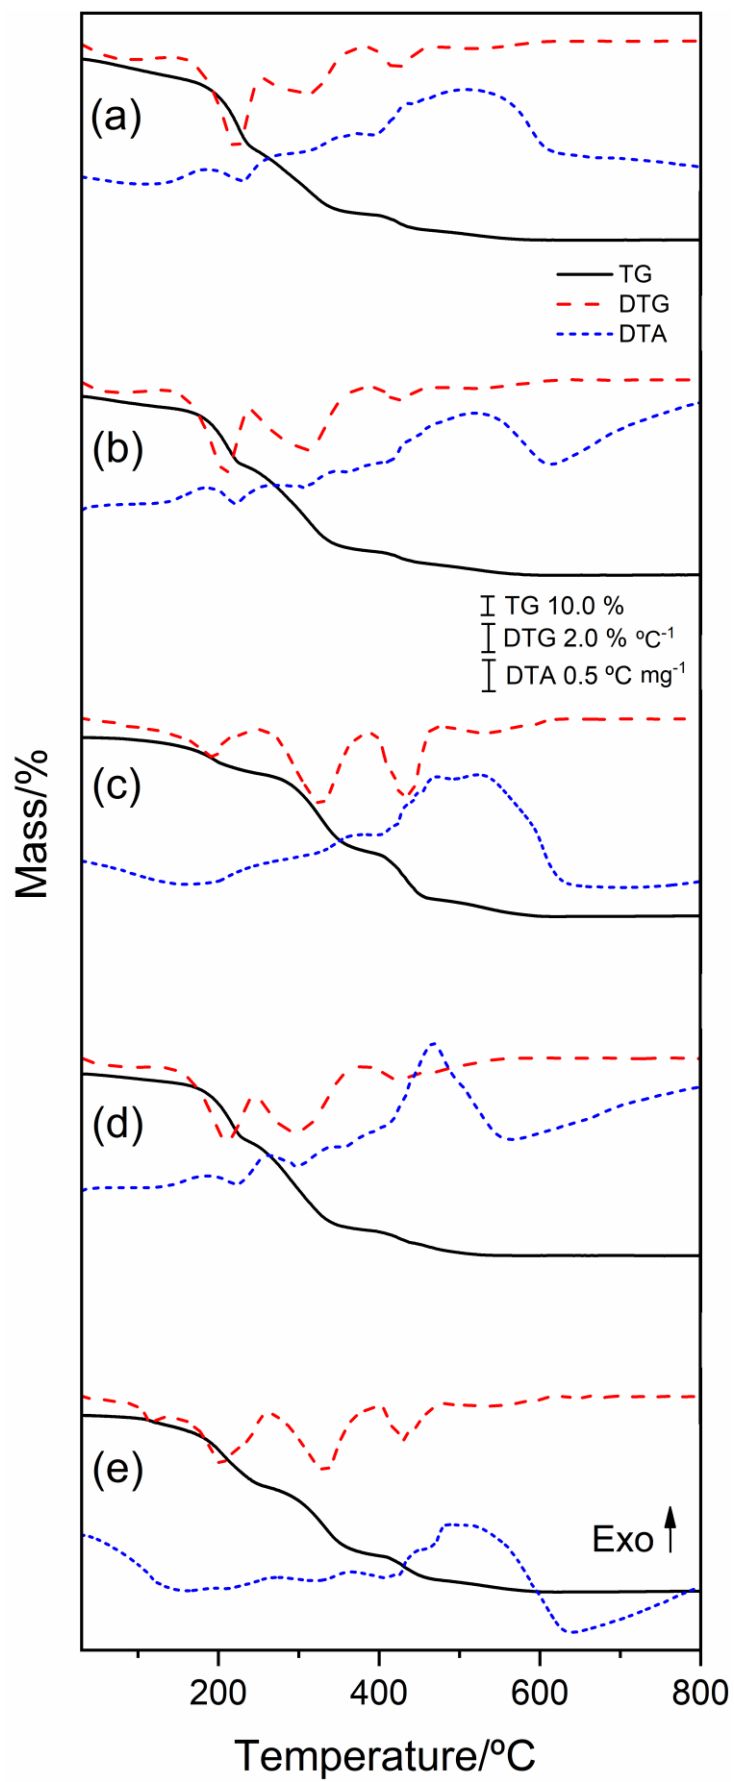 (a)
TG
DTG
DTA
(b)
TG 10.0 %
DTG 2.0 % ºC⁻¹
DTA 0.5 ºC mg⁻¹
(c)
Mass/%
(d)
(e)
Exo
200 400 600 800
Temperature/ºC